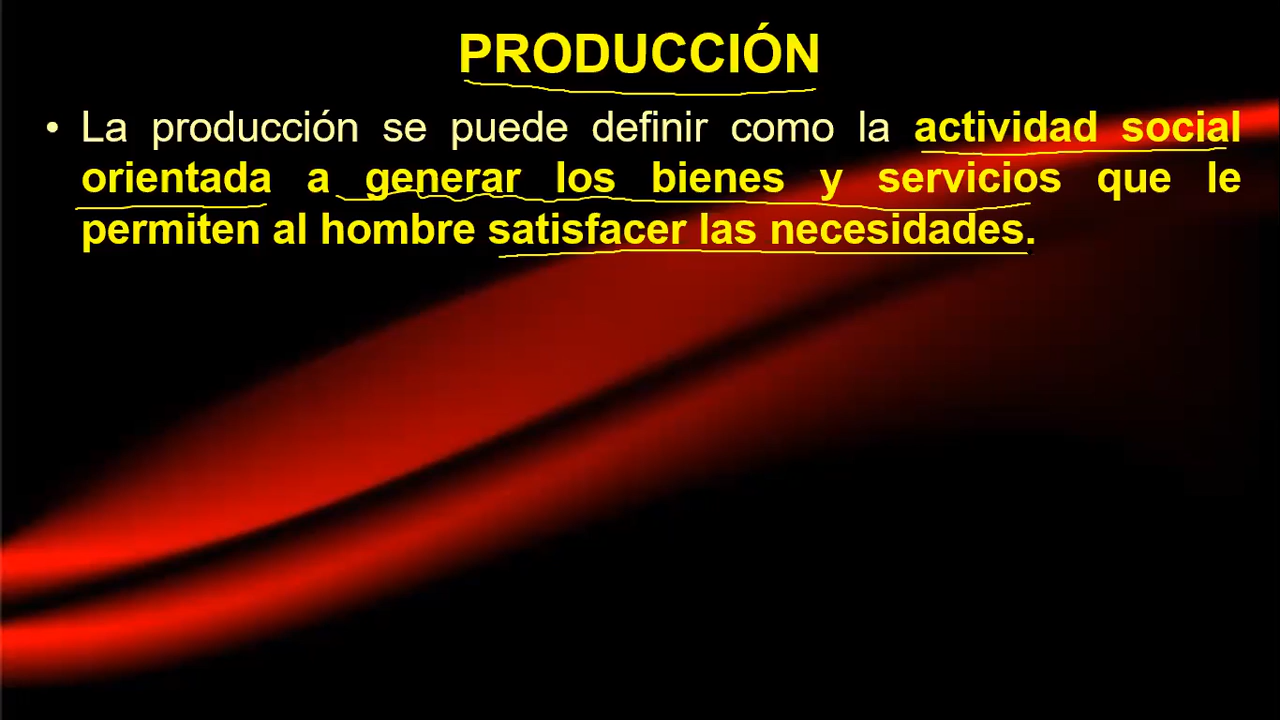 PRODUCCIÓN
• La producción se puede definir como la actividad social
orientada a generar los bienes y servicios que le
permiten al hombre satisfacer las necesidades.